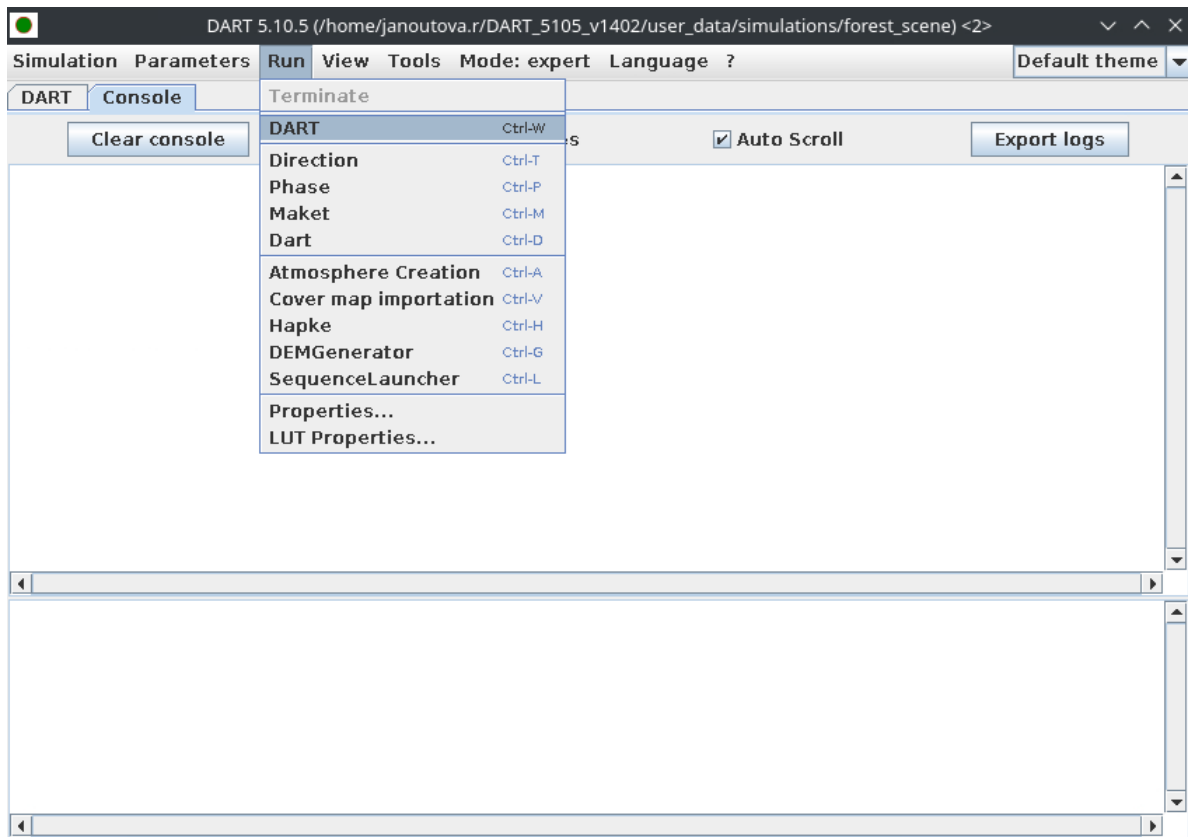 DART 5.10.5 (/home/janoutova.r/DART_5105_v1402/user_data/simulations/forest_scene) <2>
Simulation Parameters Run View Tools Mode: expert Language ? Default theme
DART Console
Terminate
Clear console Auto Scroll Export logs
DART Ctrl-W
Direction Ctrl-T
Phase Ctrl-P
Maket Ctrl-M
Dart Ctrl-D
Atmosphere Creation Ctrl-A
Cover map importation Ctrl-V
Hapke Ctrl-H
DEMGenerator Ctrl-G
SequenceLauncher Ctrl-L
Properties...
LUT Properties...